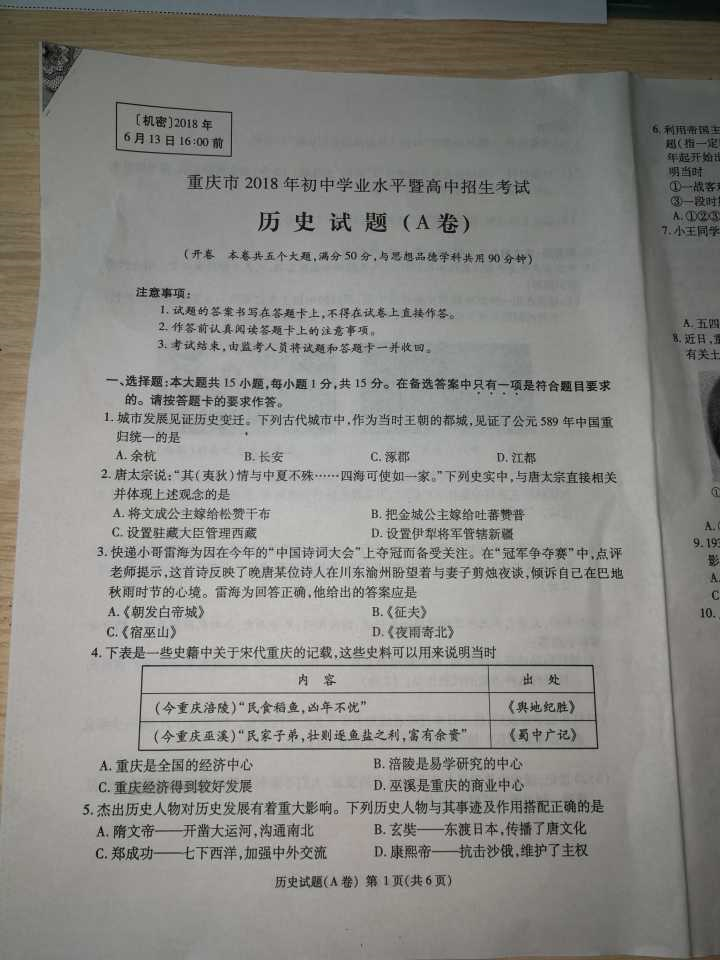 〔机密〕2018年
6月13日16:00前
重庆市2018年初中学业水平暨高中招生考试
历史试题(A卷)
(开卷 本卷共五个大题,满分50分,与思想品德学科共用90分钟)
注意事项:
1.试题的答案书写在答题卡上,不得在试卷上直接作答。
2.作答前认真阅读答题卡上的注意事项。
3.考试结束,由监考人员将试题和答题卡一并收回。
一、选择题:本大题共15小题,每小题1分,共15分。在备选答案中只有一项是符合题目要求
的。请按答题卡的要求作答。
1.城市发展见证历史变迁。下列古代城市中,作为当时王朝的都城,见证了公元589年中国重
归统一的是
A.余杭 B.长安 C.涿郡 D.江都
2.唐太宗说:“其(夷狄)情与中夏不殊……四海可使如一家。”下列史实中,与唐太宗直接相关
并体现上述观念的是
A.将文成公主嫁给松赞干布 B.把金城公主嫁给吐蕃赞普
C.设置驻藏大臣管理西藏 D.设置伊犁将军管辖新疆
3.快递小哥雷海为因在今年的“中国诗词大会”上夺冠而备受关注。在“冠军争夺赛”中,点评
老师提示,这首诗反映了晚唐某位诗人在川东渝州盼望着与妻子剪烛夜谈,倾诉自己在巴地
秋雨时节的心境。雷海为回答正确,他给出的答案应是
A.《朝发白帝城》 B.《征夫》
C.《宿巫山》 D.《夜雨寄北》
4.下表是一些史籍中关于宋代重庆的记载,这些史料可以用来说明当时
内 容 出 处
(今重庆涪陵)“民食稻鱼,凶年不忧” 《舆地纪胜》
(今重庆巫溪)“民家子弟,壮则逐鱼盐之利,富有余资” 《蜀中广记》
A.重庆是全国的经济中心 B.涪陵是易学研究的中心
C.重庆经济得到较好发展 D.巫溪是重庆的商业中心
5.杰出历史人物对历史发展有着重大影响。下列历史人物与其事迹及作用搭配正确的是
A.隋文帝——开凿大运河,沟通南北 B.玄奘——东渡日本,传播了唐文化
C.郑成功——七下西洋,加强中外交流 D.康熙帝——抗击沙俄,维护了主权
历史试题(A卷) 第1页(共6页)
6.利用帝国主
超(指一定
年起开始出
明当时
①一战客观
③一段时
A.①②③
7.小王同学
A.五四
8.近日,重
有关土
①
A.
9.193
影
A.
C
10.